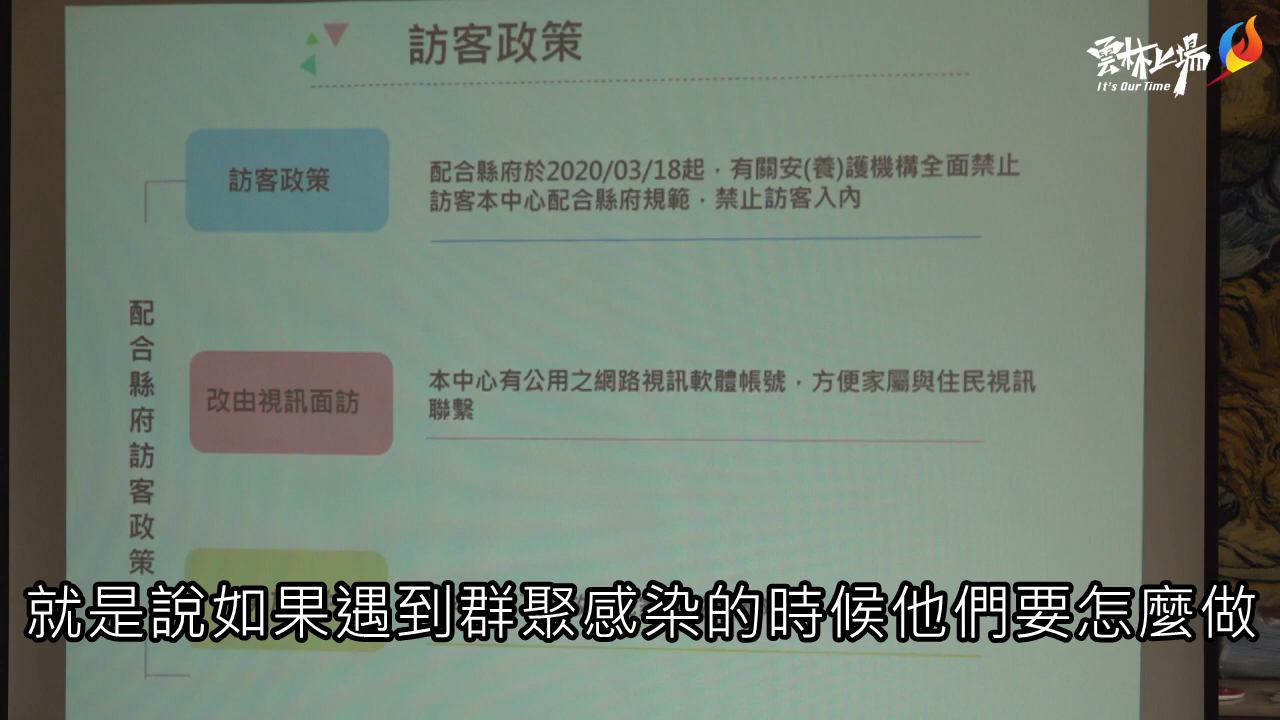 訪客政策
雲林上場
It's Our Time
訪客政策
配合縣府於2020/03/18起，有關安(養)護機構全面禁止
訪客本中心配合縣府規範，禁止訪客入內
配合縣府訪客政策
改由視訊面訪
本中心有公用之網路視訊軟體帳號，方便家屬與住民視訊
聯繫
就是說如果遇到群聚感染的時候他們要怎麼做